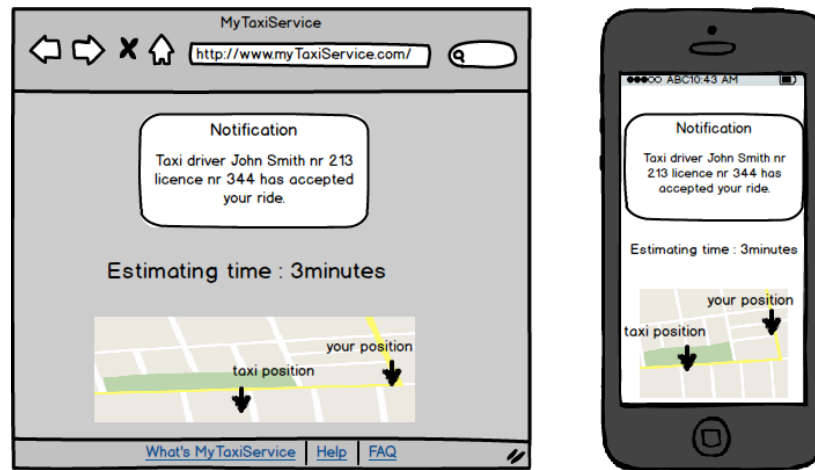 MyTaxiService
http://www.myTaxiService.com/
Notification
Taxi driver John Smith nr 213
licence nr 344 has accepted
your ride.
Estimating time : 3minutes
your position
taxi position
What's MyTaxiService
Help
FAQ
ABC10:43 AM
Notification
Taxi driver John Smith nr
213 licence nr 344 has
accepted your ride.
Estimating time : 3minutes
your position
taxi position